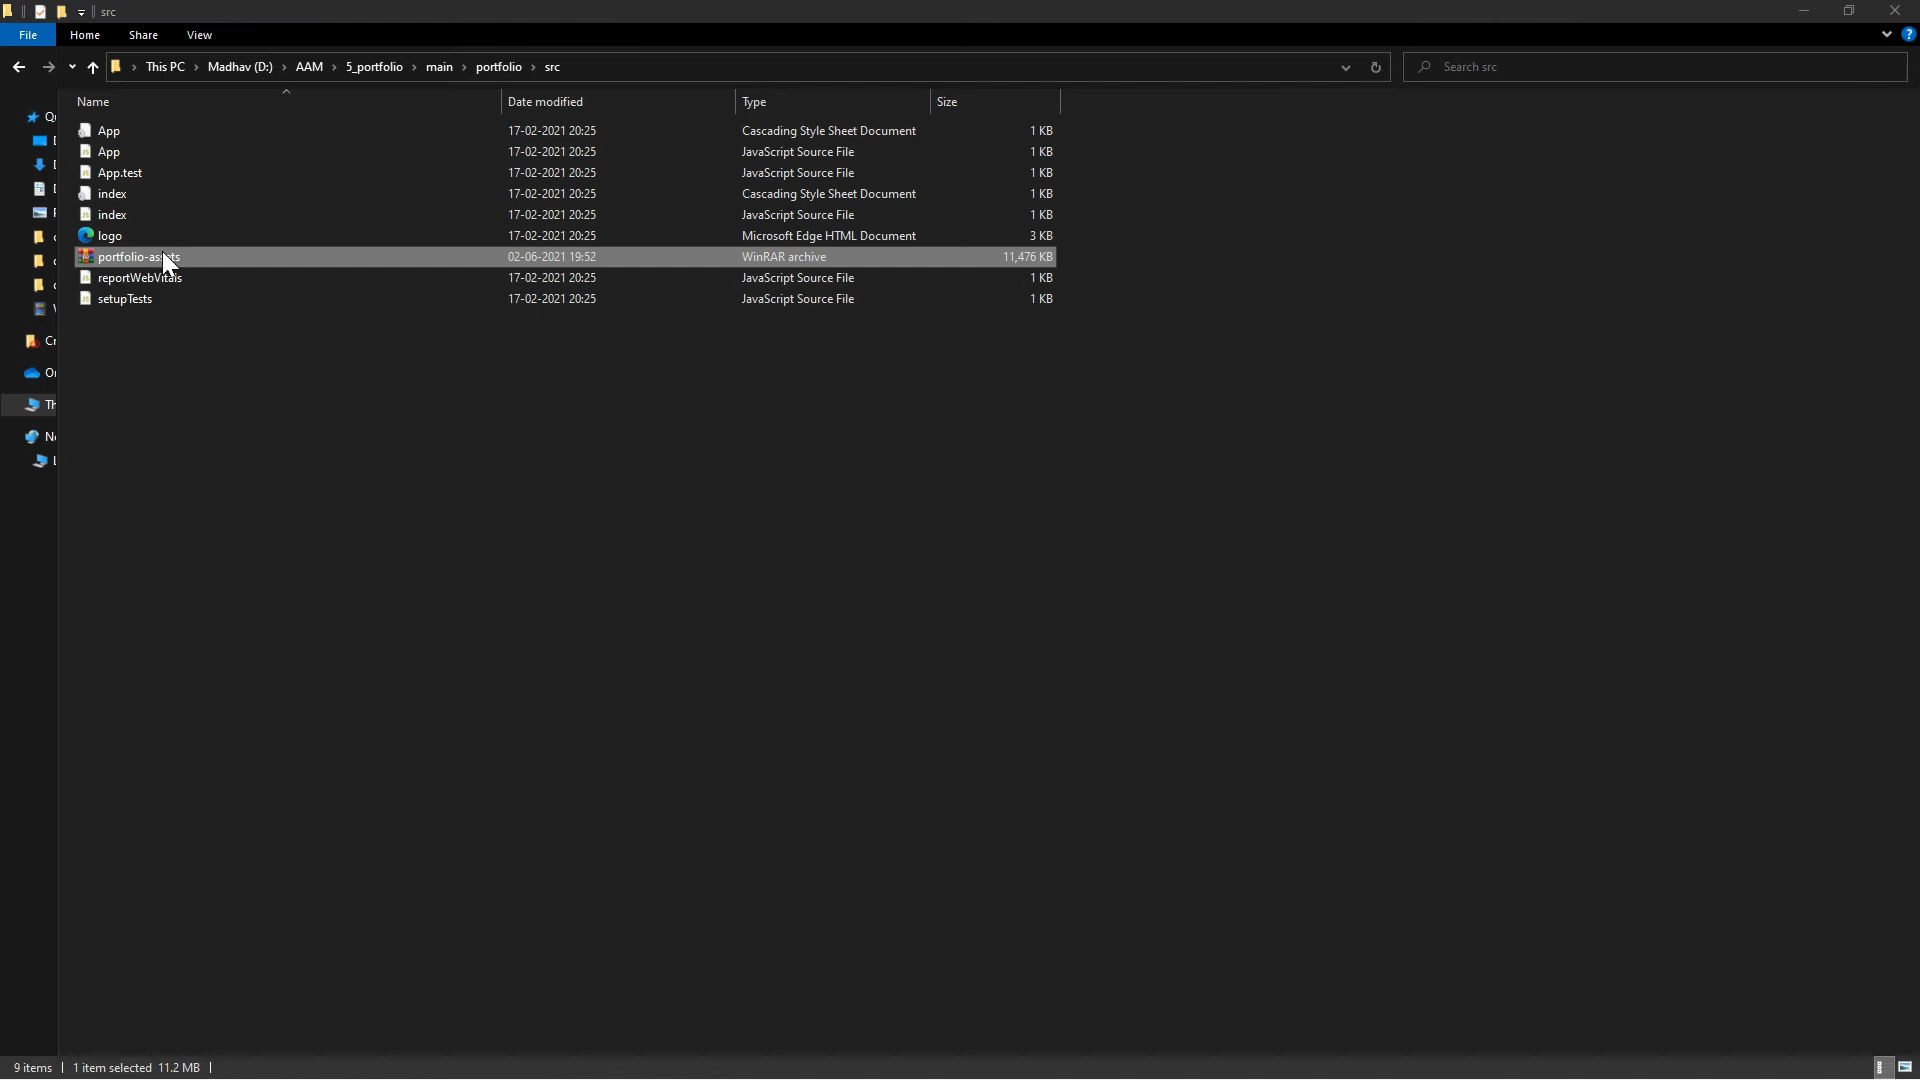 src
File Home Share View
This PC Madhav (D:) AAM 5_portfolio main portfolio src
Search src
Name Date modified Type Size
App 17-02-2021 20:25 Cascading Style Sheet Document 1 KB
App 17-02-2021 20:25 JavaScript Source File 1 KB
App.test 17-02-2021 20:25 JavaScript Source File 1 KB
index 17-02-2021 20:25 Cascading Style Sheet Document 1 KB
index 17-02-2021 20:25 JavaScript Source File 1 KB
logo 17-02-2021 20:25 Microsoft Edge HTML Document 3 KB
portfolio-assets 02-06-2021 19:52 WinRAR archive 11,476 KB
reportWebVitals 17-02-2021 20:25 JavaScript Source File 1 KB
setupTests 17-02-2021 20:25 JavaScript Source File 1 KB
9 items 1 item selected 11.2 MB